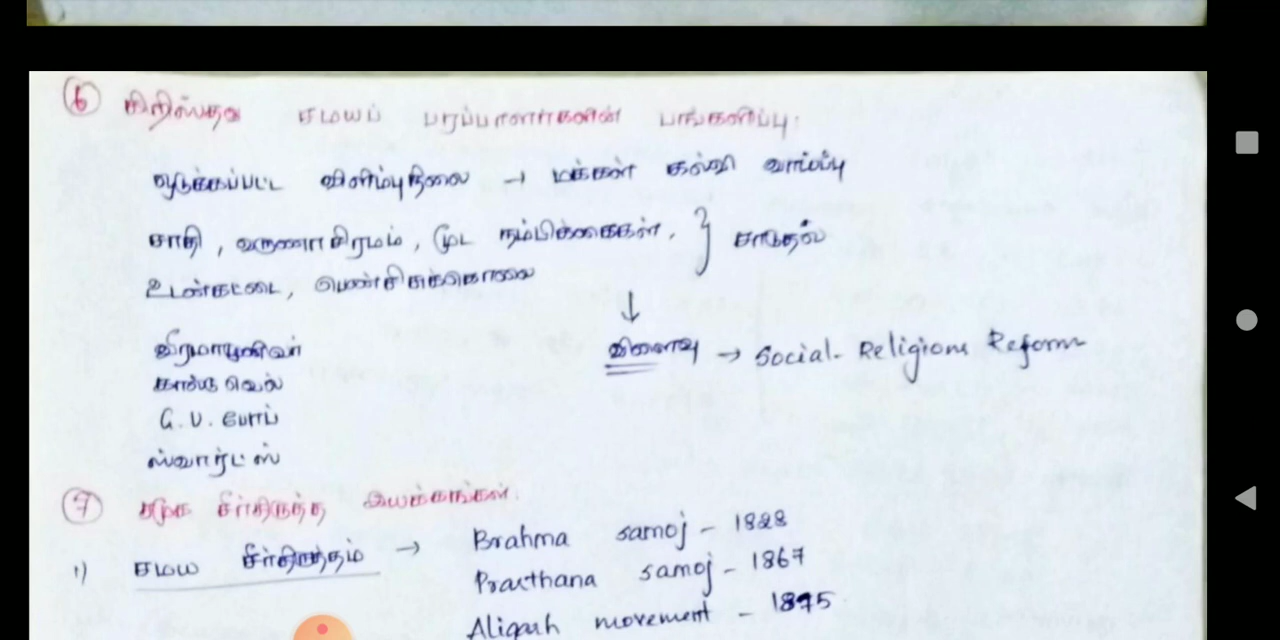 6 கிறிஸ்தவ சமயப் பரப்பாளர்களின் பங்களிப்பு.
ஒடுக்கப்பட்ட விளிம்புநிலை → மக்கள் கல்வி வாய்ப்பு
சாதி, வருணாசிரமம், மூட நம்பிக்கைகள், } சாடுதல்
உடன்கட்டை, பெண்சிசுக்கொலை
↓
வீரமாமுனிவர்
விளைவு → Social-Religions Reform
கால்டுவெல்
G.U. போப்
ஸ்வார்ட்ஸ்
7 சமூக சீர்திருத்த இயக்கங்கள்.
1) சமய சீர்திருத்தம் → Brahma samoj - 1828
Prarthana samoj - 1867
Aligarh movement - 1875